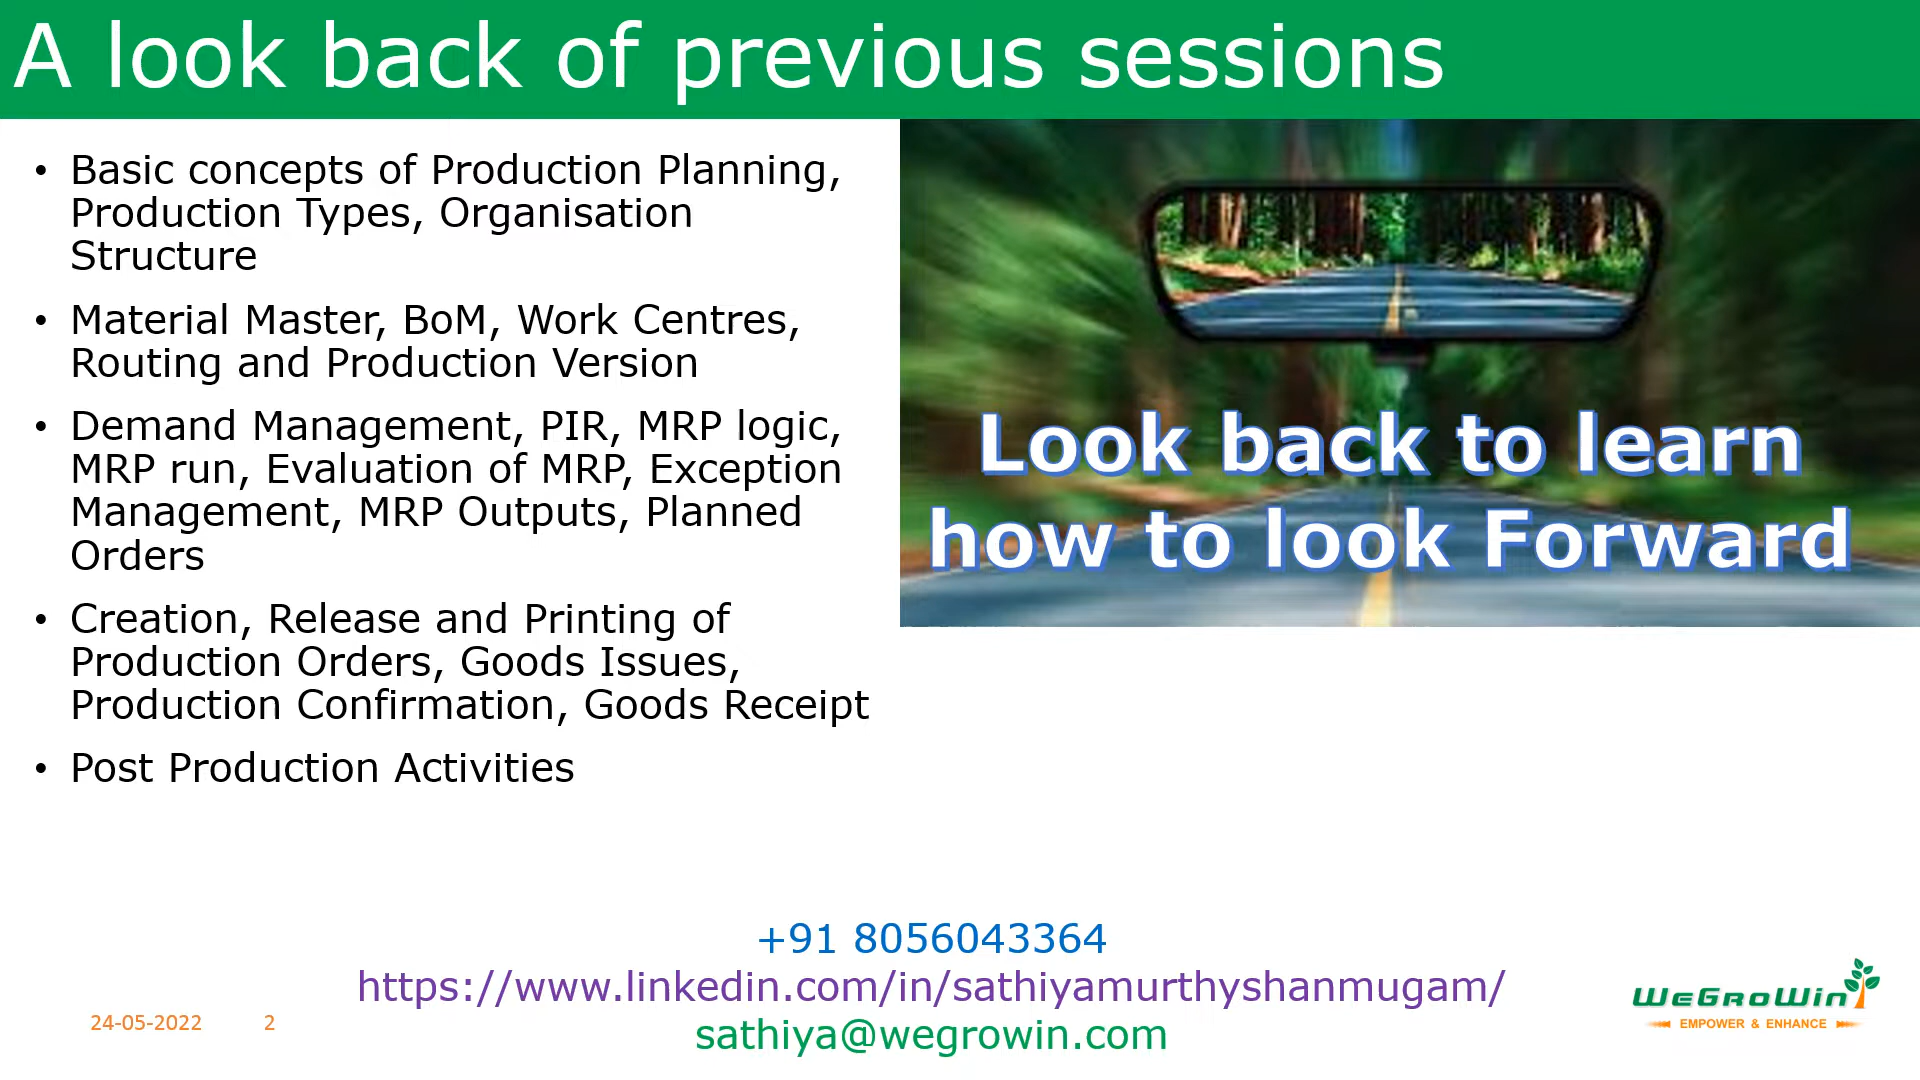 A look back of previous sessions
• Basic concepts of Production Planning,
Production Types, Organisation
Structure
• Material Master, BoM, Work Centres,
Routing and Production Version
• Demand Management, PIR, MRP logic,
MRP run, Evaluation of MRP, Exception
Management, MRP Outputs, Planned
Orders
• Creation, Release and Printing of
Production Orders, Goods Issues,
Production Confirmation, Goods Receipt
• Post Production Activities
Look back to learn
how to look Forward
+91 8056043364
https://www.linkedin.com/in/sathiyamurthyshanmugam/
sathiya@wegrowin.com
24-05-2022 2
WeGroWin
EMPOWER & ENHANCE